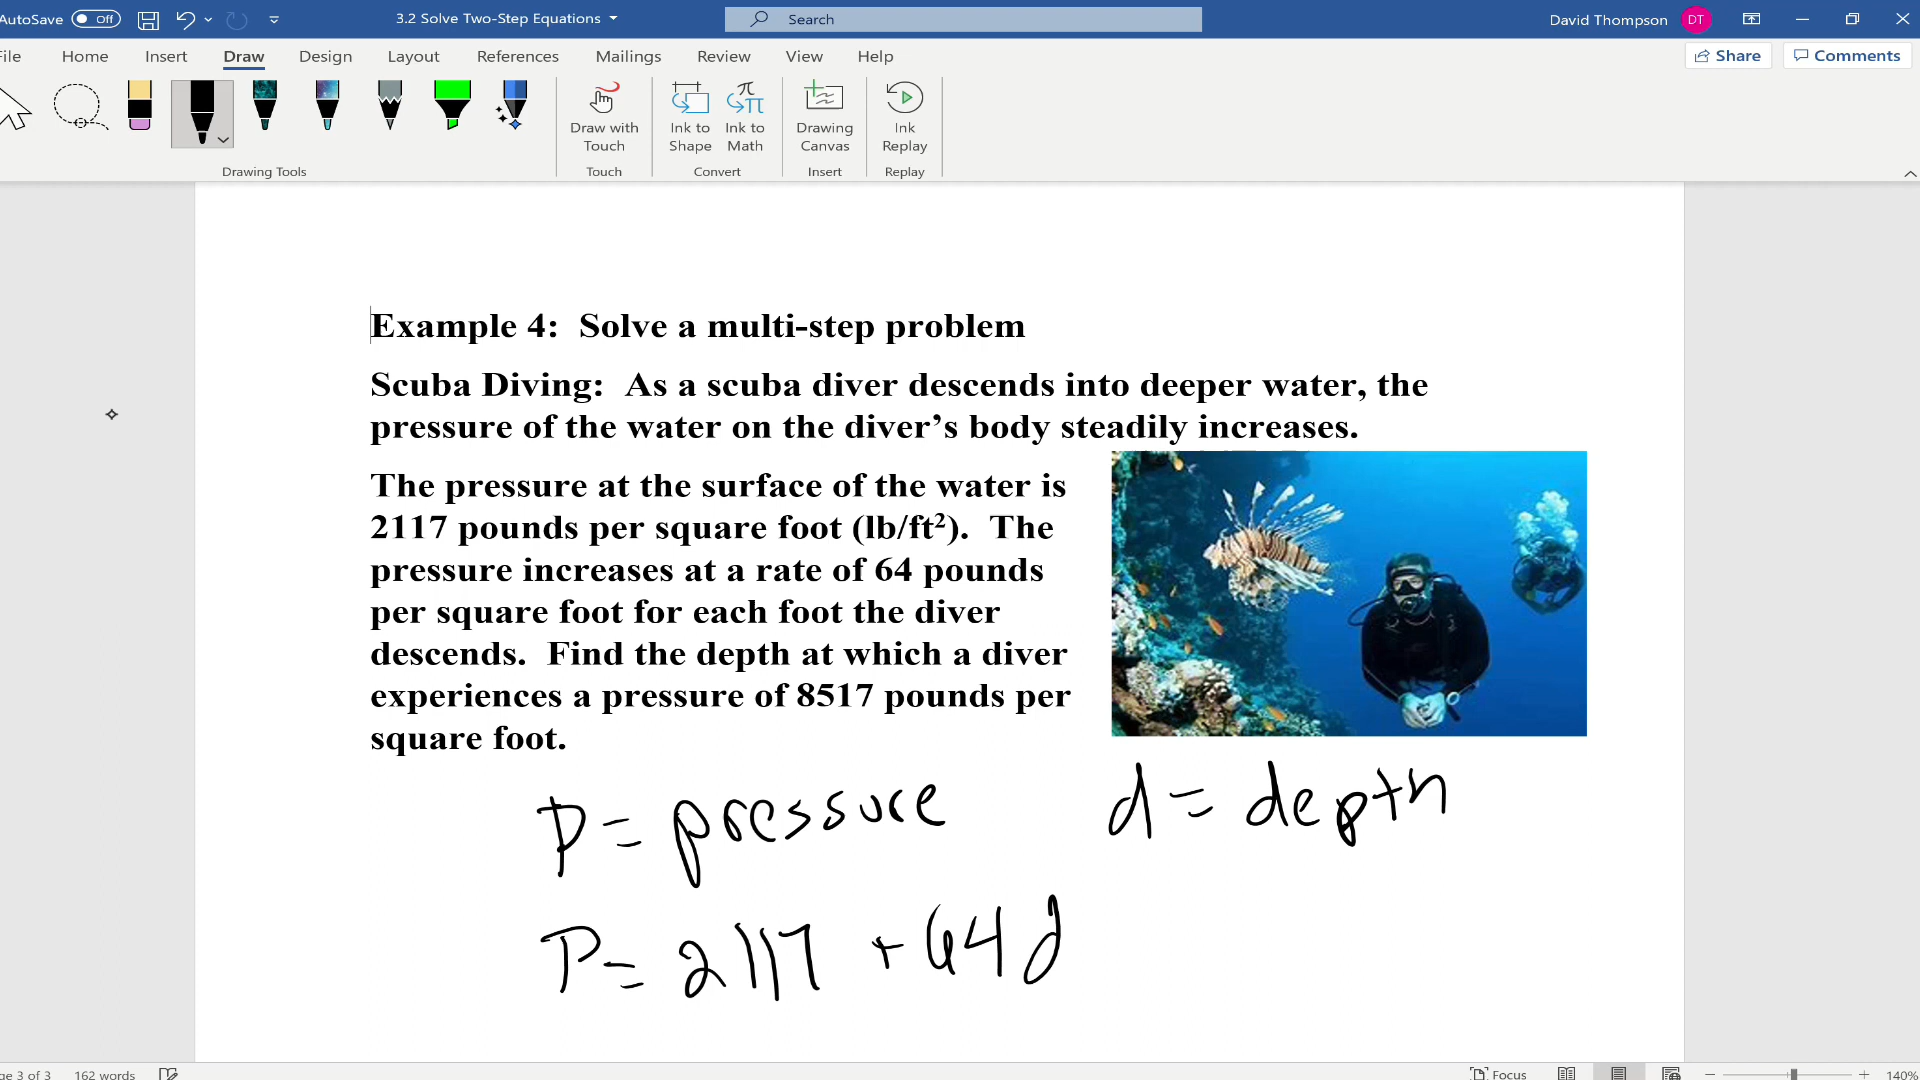 AutoSave Off 3.2 Solve Two-Step Equations Search David Thompson DT
File Home Insert Draw Design Layout References Mailings Review View Help Share Comments
Draw with Touch
Ink to Shape
Ink to Math
Drawing Canvas
Ink Replay
Drawing Tools Touch Convert Insert Replay
Example 4: Solve a multi-step problem
Scuba Diving: As a scuba diver descends into deeper water, the
pressure of the water on the diver’s body steadily increases.
The pressure at the surface of the water is
2117 pounds per square foot (lb/ft²). The
pressure increases at a rate of 64 pounds
per square foot for each foot the diver
descends. Find the depth at which a diver
experiences a pressure of 8517 pounds per
square foot.
P = pressure d = depth
P = 2117 + 64d
ge 3 of 3 162 words Focus 140%